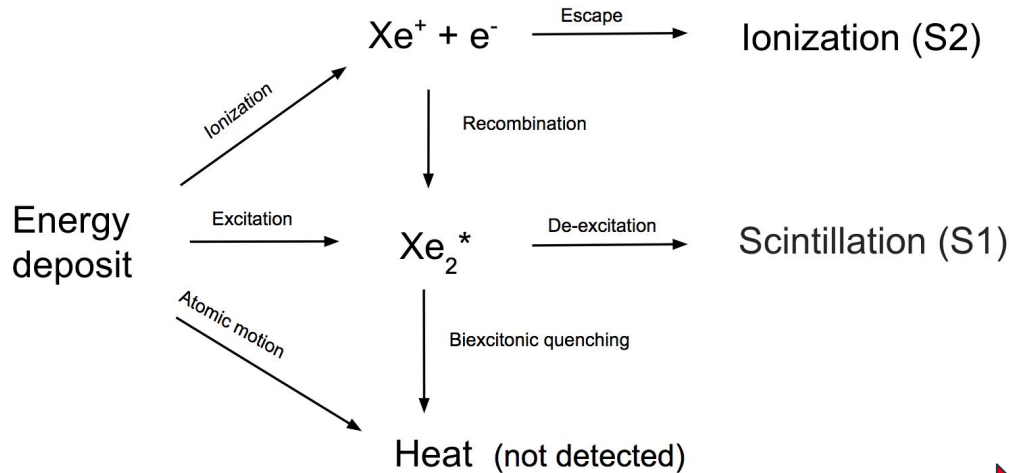 Xe⁺ + e⁻
Escape
Ionization (S2)
Ionization
Recombination
Energy
deposit
Excitation
Xe₂*
De-excitation
Scintillation (S1)
Atomic motion
Biexcitonic quenching
Heat (not detected)